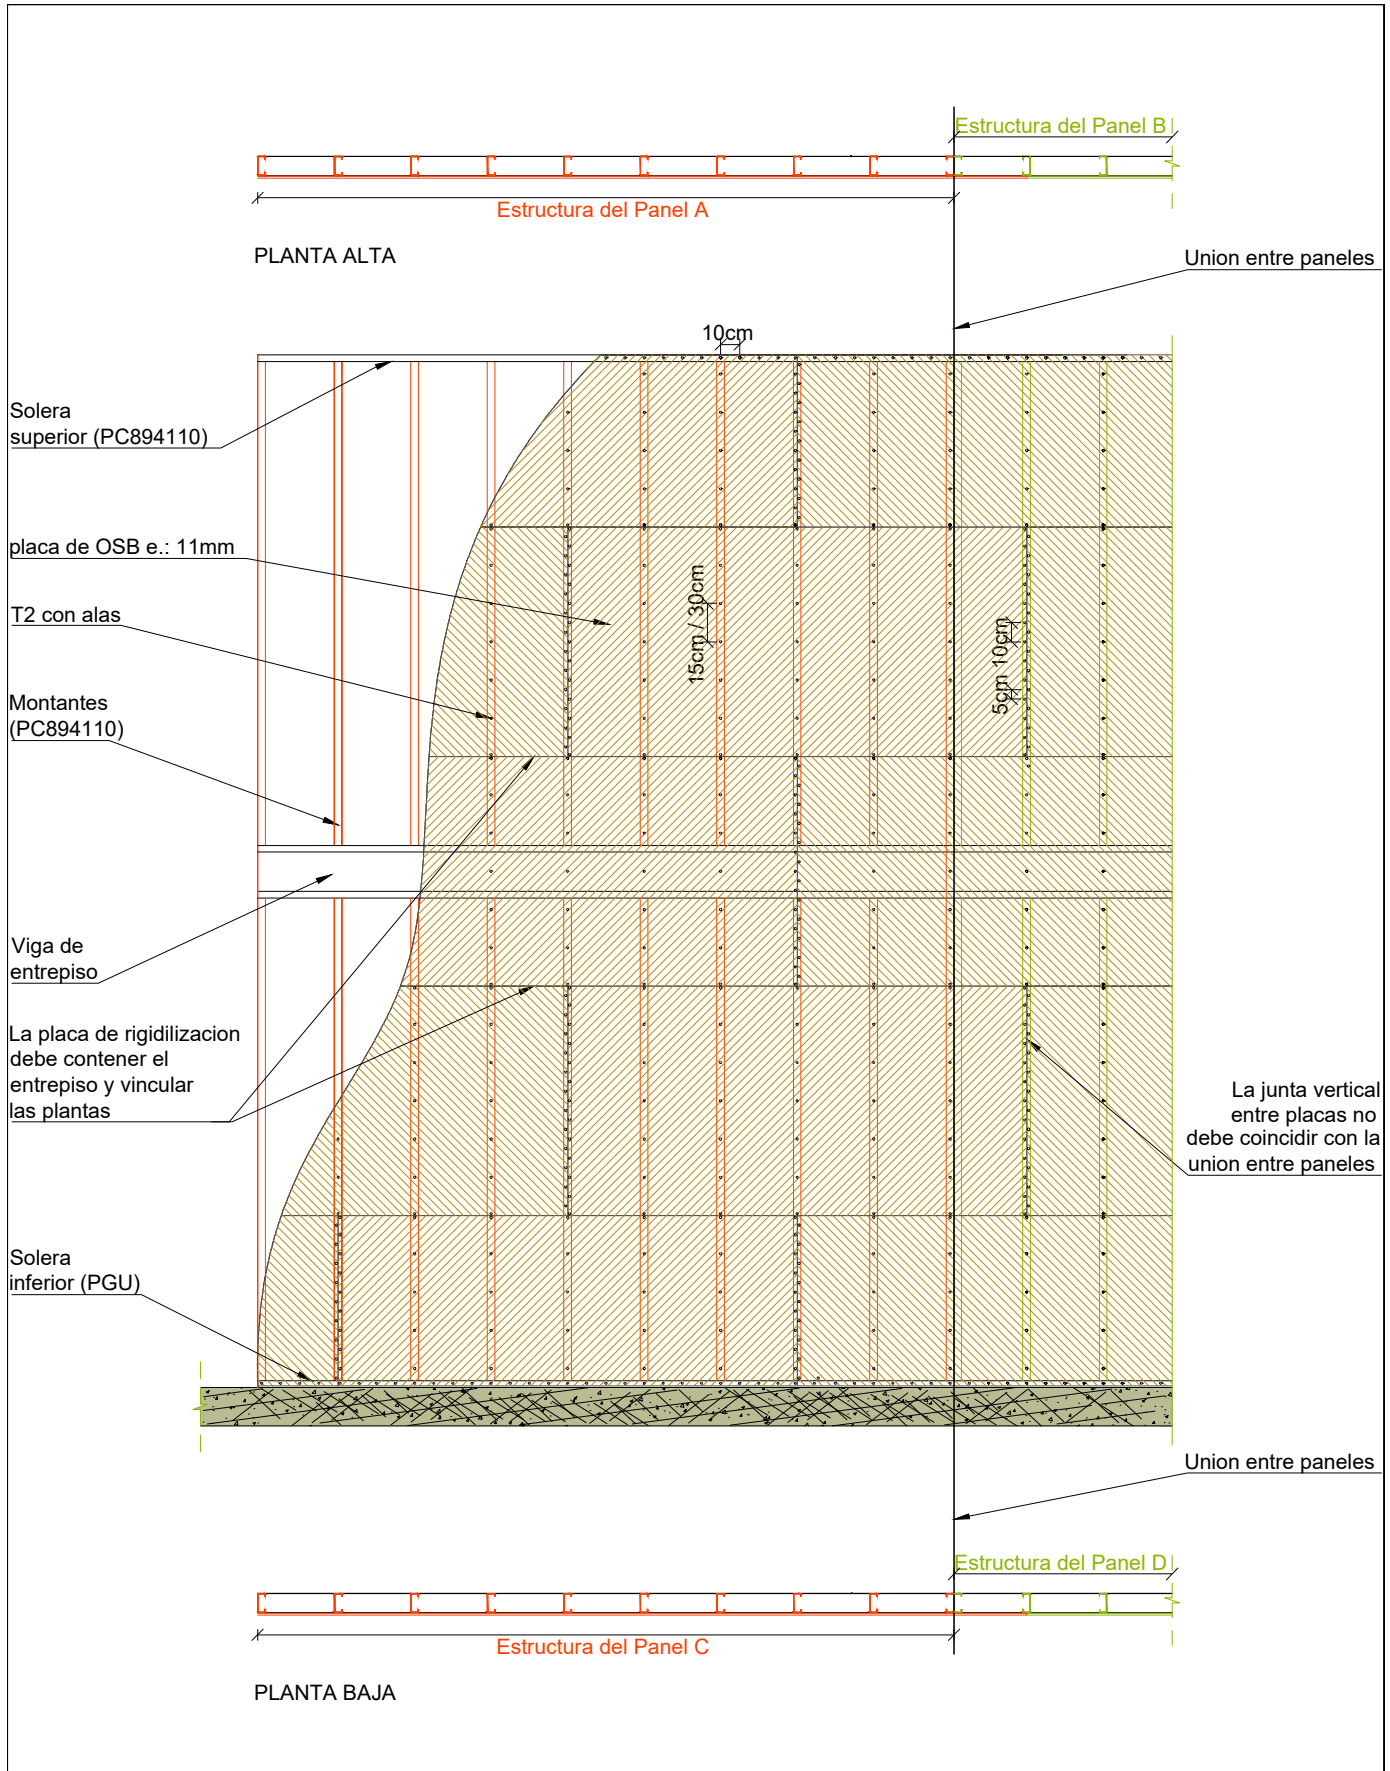 Estructura del Panel B
Estructura del Panel A
PLANTA ALTA
Union entre paneles
10cm
Solera
superior (PC894110)
placa de OSB e.: 11mm
15cm / 30cm
T2 con alas
5cm 10cm
Montantes
(PC894110)
Viga de
entrepiso
La placa de rigidilizacion
debe contener el
entrepiso y vincular
las plantas
La junta vertical
entre placas no
debe coincidir con la
union entre paneles
Solera
inferior (PGU)
Union entre paneles
Estructura del Panel D
Estructura del Panel C
PLANTA BAJA